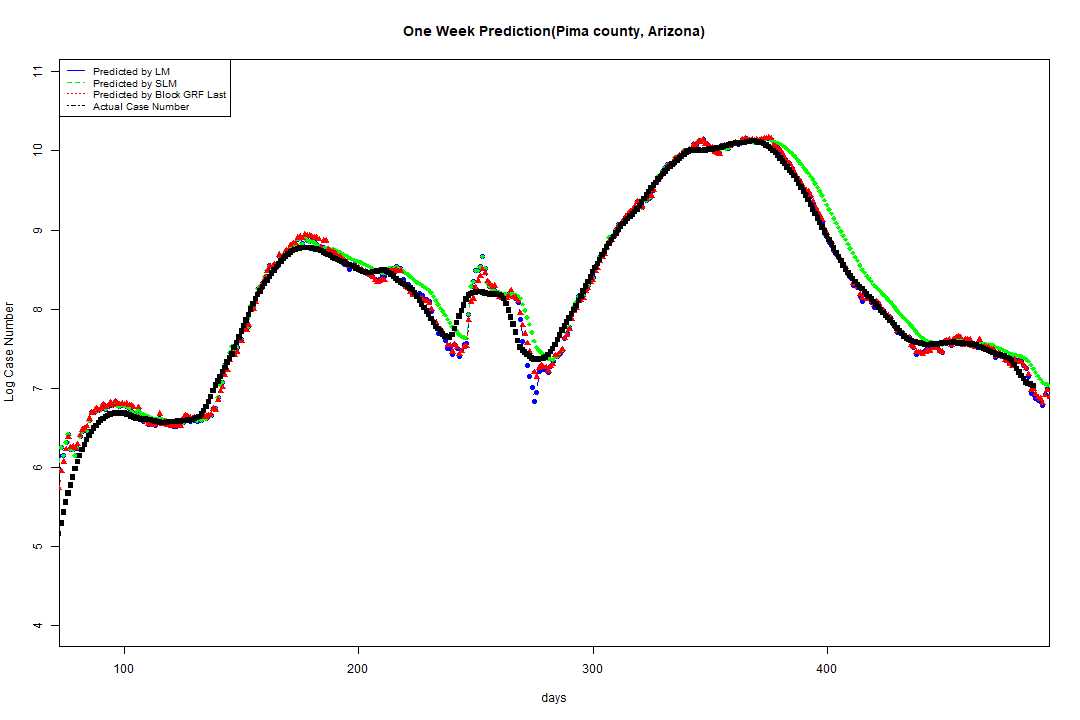 One Week Prediction(Pima county, Arizona)
Predicted by LM
Predicted by SLM
Predicted by Block GRF Last
Actual Case Number
11
10
9
8
7
6
5
4
Log Case Number
100 200 300 400
days